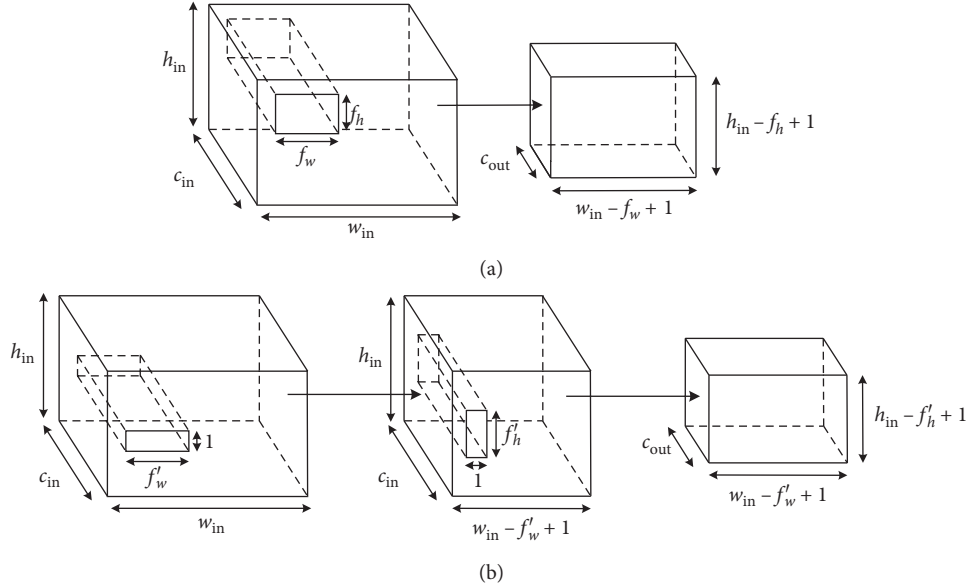 h_in
f_h
f_w
c_in
w_in
h_in − f_h + 1
c_out
w_in − f_w + 1
(a)
h_in
1
f′_w
c_in
w_in
h_in
f′_h
1
c_in
w_in − f′_w + 1
h_in − f′_h + 1
c_out
w_in − f′_w + 1
(b)